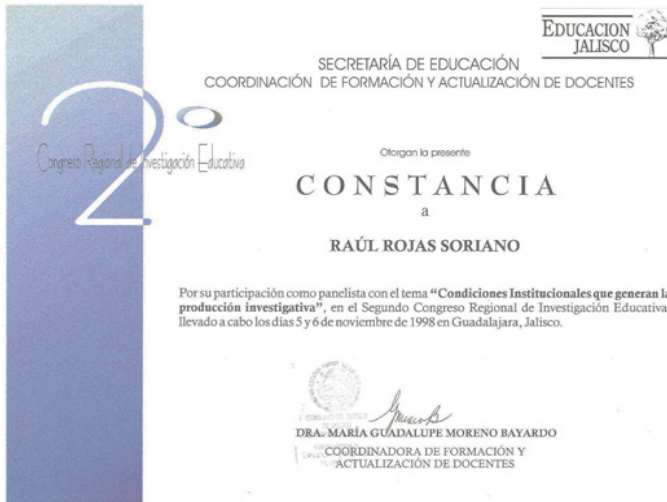 EDUCACION
JALISCO
SECRETARÍA DE EDUCACIÓN
COORDINACIÓN DE FORMACIÓN Y ACTUALIZACIÓN DE DOCENTES
2º
Congreso Regional de Investigación Educativa
Otorgan la presente
CONSTANCIA
a
RAÚL ROJAS SORIANO
Por su participación como panelista con el tema “Condiciones Institucionales que generan la
producción investigativa”, en el Segundo Congreso Regional de Investigación Educativa
llevado a cabo los días 5 y 6 de noviembre de 1998 en Guadalajara, Jalisco.
DRA. MARÍA GUADALUPE MORENO BAYARDO
COORDINADORA DE FORMACIÓN Y
ACTUALIZACIÓN DE DOCENTES